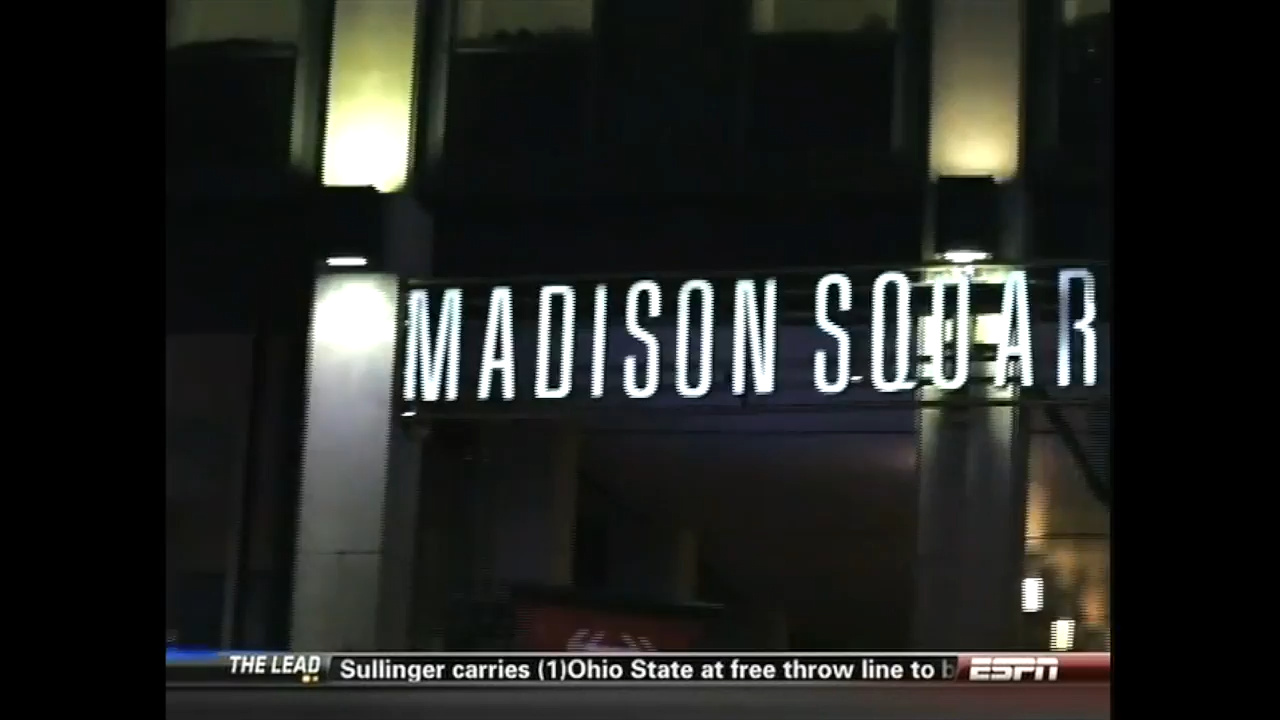 MADISON SQUAR
THE LEAD Sullinger carries (1)Ohio State at free throw line to b ESPN